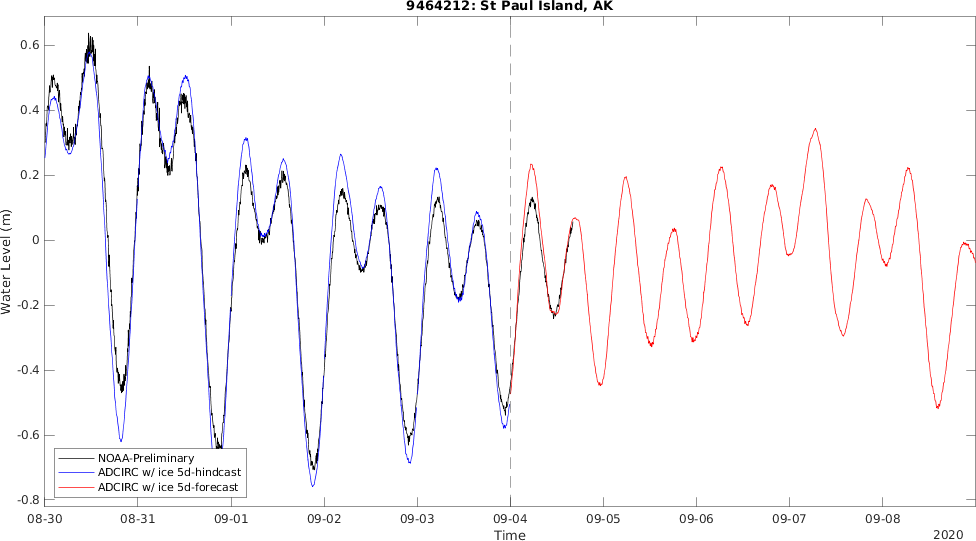 9464212: St Paul Island, AK
Water Level (m)
0.6
0.4
0.2
0
-0.2
-0.4
-0.6
-0.8
NOAA-Preliminary
ADCIRC w/ ice 5d-hindcast
ADCIRC w/ ice 5d-forecast
08-30 08-31 09-01 09-02 09-03 09-04 09-05 09-06 09-07 09-08
Time
2020